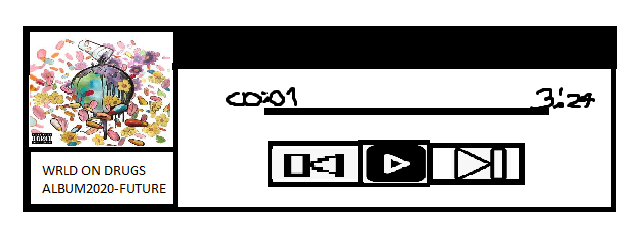 00:01
3:24
WRLD ON DRUGS
ALBUM2020-FUTURE